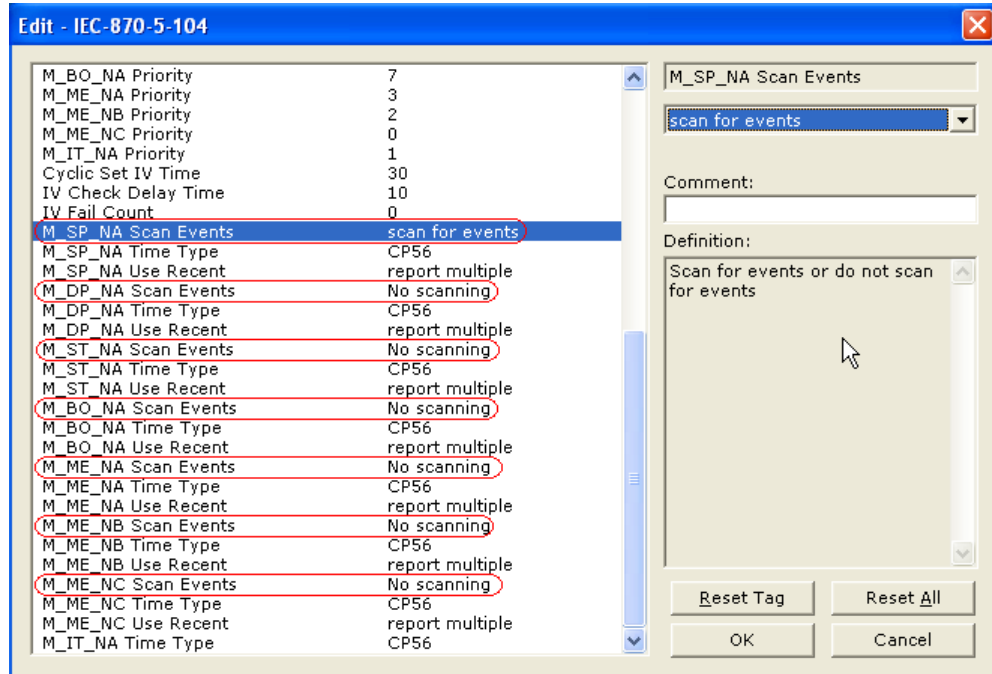 Edit - IEC-870-5-104
M_BO_NA Priority 7
M_ME_NA Priority 3
M_ME_NB Priority 2
M_ME_NC Priority 0
M_IT_NA Priority 1
Cyclic Set IV Time 30
IV Check Delay Time 10
IV Fail Count 0
M_SP_NA Scan Events scan for events
M_SP_NA Time Type CP56
M_SP_NA Use Recent report multiple
M_DP_NA Scan Events No scanning
M_DP_NA Time Type CP56
M_DP_NA Use Recent report multiple
M_ST_NA Scan Events No scanning
M_ST_NA Time Type CP56
M_ST_NA Use Recent report multiple
M_BO_NA Scan Events No scanning
M_BO_NA Time Type CP56
M_BO_NA Use Recent report multiple
M_ME_NA Scan Events No scanning
M_ME_NA Time Type CP56
M_ME_NA Use Recent report multiple
M_ME_NB Scan Events No scanning
M_ME_NB Time Type CP56
M_ME_NB Use Recent report multiple
M_ME_NC Scan Events No scanning
M_ME_NC Time Type CP56
M_ME_NC Use Recent report multiple
M_IT_NA Time Type CP56
M_SP_NA Scan Events
scan for events
Comment:
Definition:
Scan for events or do not scan
for events
Reset Tag Reset All
OK Cancel